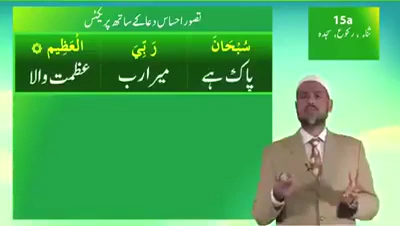 تصور، احساس، دعا کے ساتھ پریکٹس
15a
ثناء، رکوع، سجدہ
سُبْحَانَ رَبِّيَ الْعَظِيمِ
پاک ہے میرا رب عظمت والا